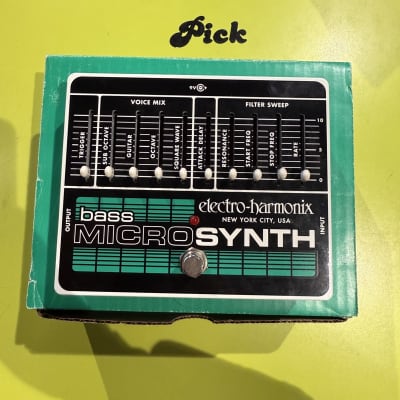 Pick
9V
VOICE MIX
FILTER SWEEP
TRIGGER
SUB OCTAVE
GUITAR
OCTAVE
SQUARE WAVE
ATTACK DELAY
RESONANCE
START FREQ
STOP FREQ
RATE
10
5
0
OUTPUT
bass
MICROSYNTH
electro-harmonix
NEW YORK CITY, USA
INPUT